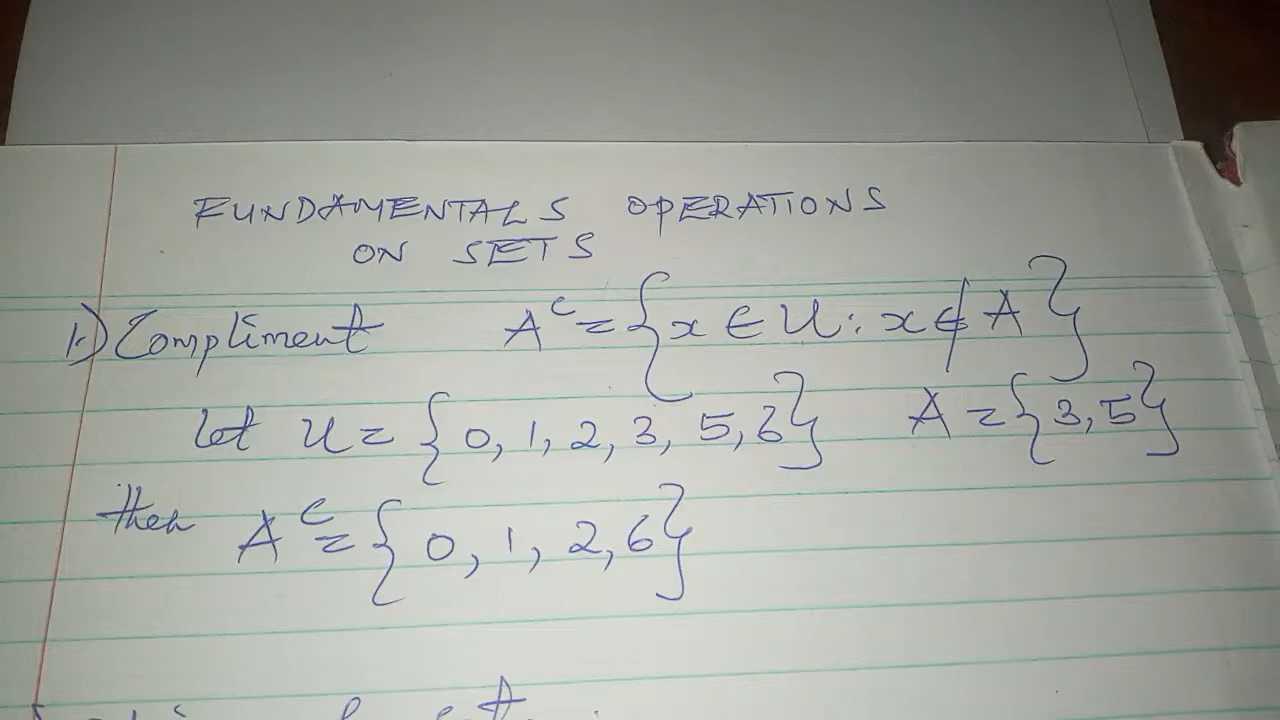 FUNDAMENTALS OPERATIONS
ON SETS
1.) Compliment A^c = {x ∈ U : x ∉ A}
let U = {0, 1, 2, 3, 5, 6} A = {3, 5}
then A^c = {0, 1, 2, 6}